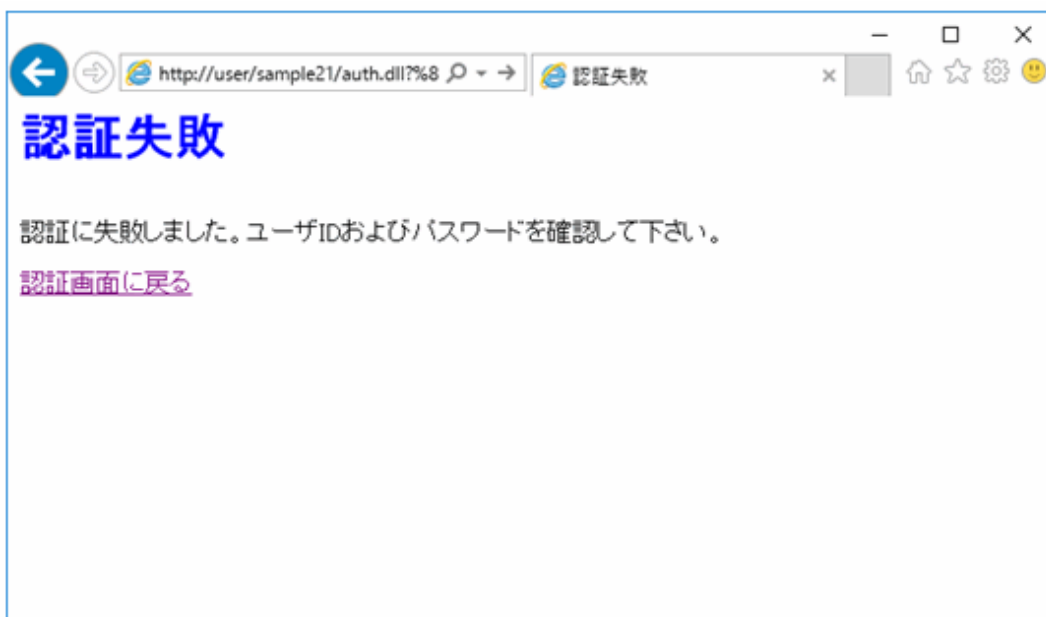 http://user/sample21/auth.dll?%8
認証失敗
認証失敗
認証に失敗しました。ユーザIDおよびパスワードを確認して下さい。
認証画面に戻る